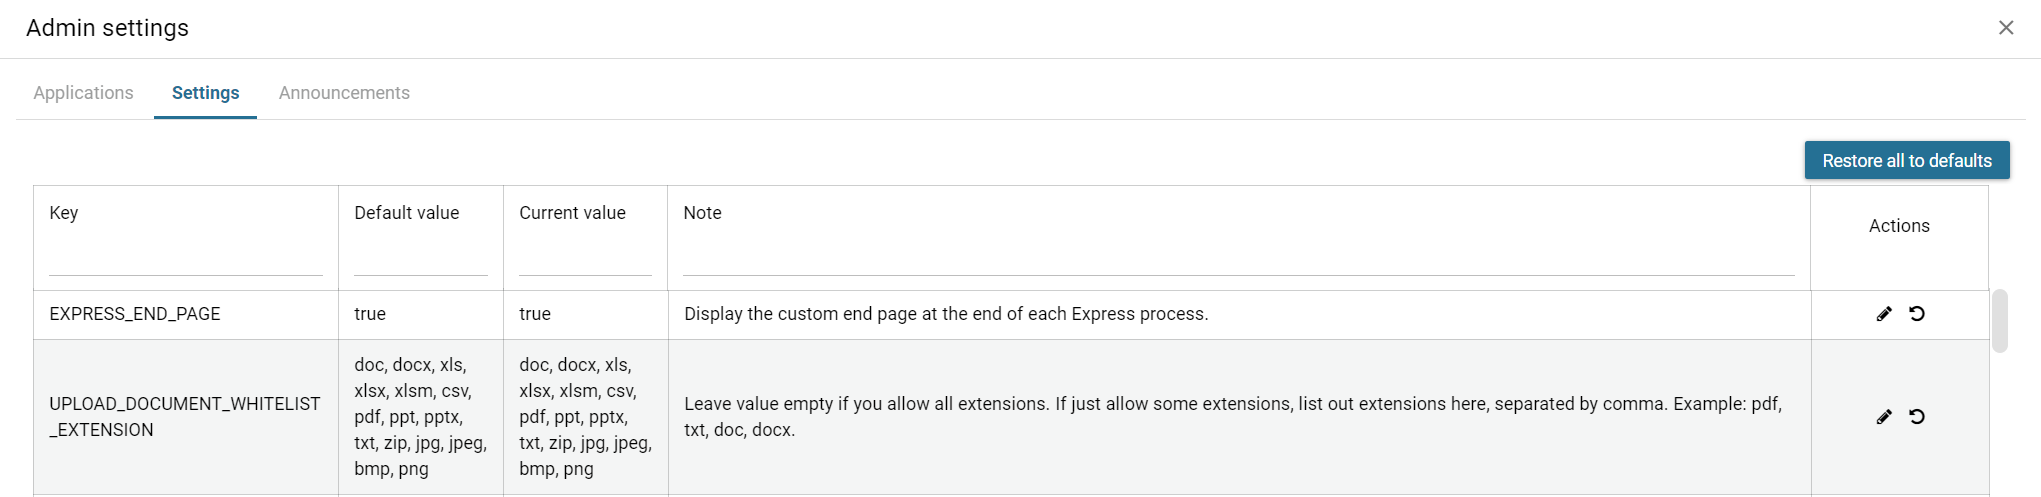 Admin settings
Applications Settings Announcements
Restore all to defaults
Key Default value Current value Note Actions
EXPRESS_END_PAGE true true Display the custom end page at the end of each Express process.
UPLOAD_DOCUMENT_WHITELIST
_EXTENSION
doc, docx, xls,
xlsx, xlsm, csv,
pdf, ppt, pptx,
txt, zip, jpg, jpeg,
bmp, png
doc, docx, xls,
xlsx, xlsm, csv,
pdf, ppt, pptx,
txt, zip, jpg, jpeg,
bmp, png
Leave value empty if you allow all extensions. If just allow some extensions, list out extensions here, separated by comma. Example: pdf,
txt, doc, docx.